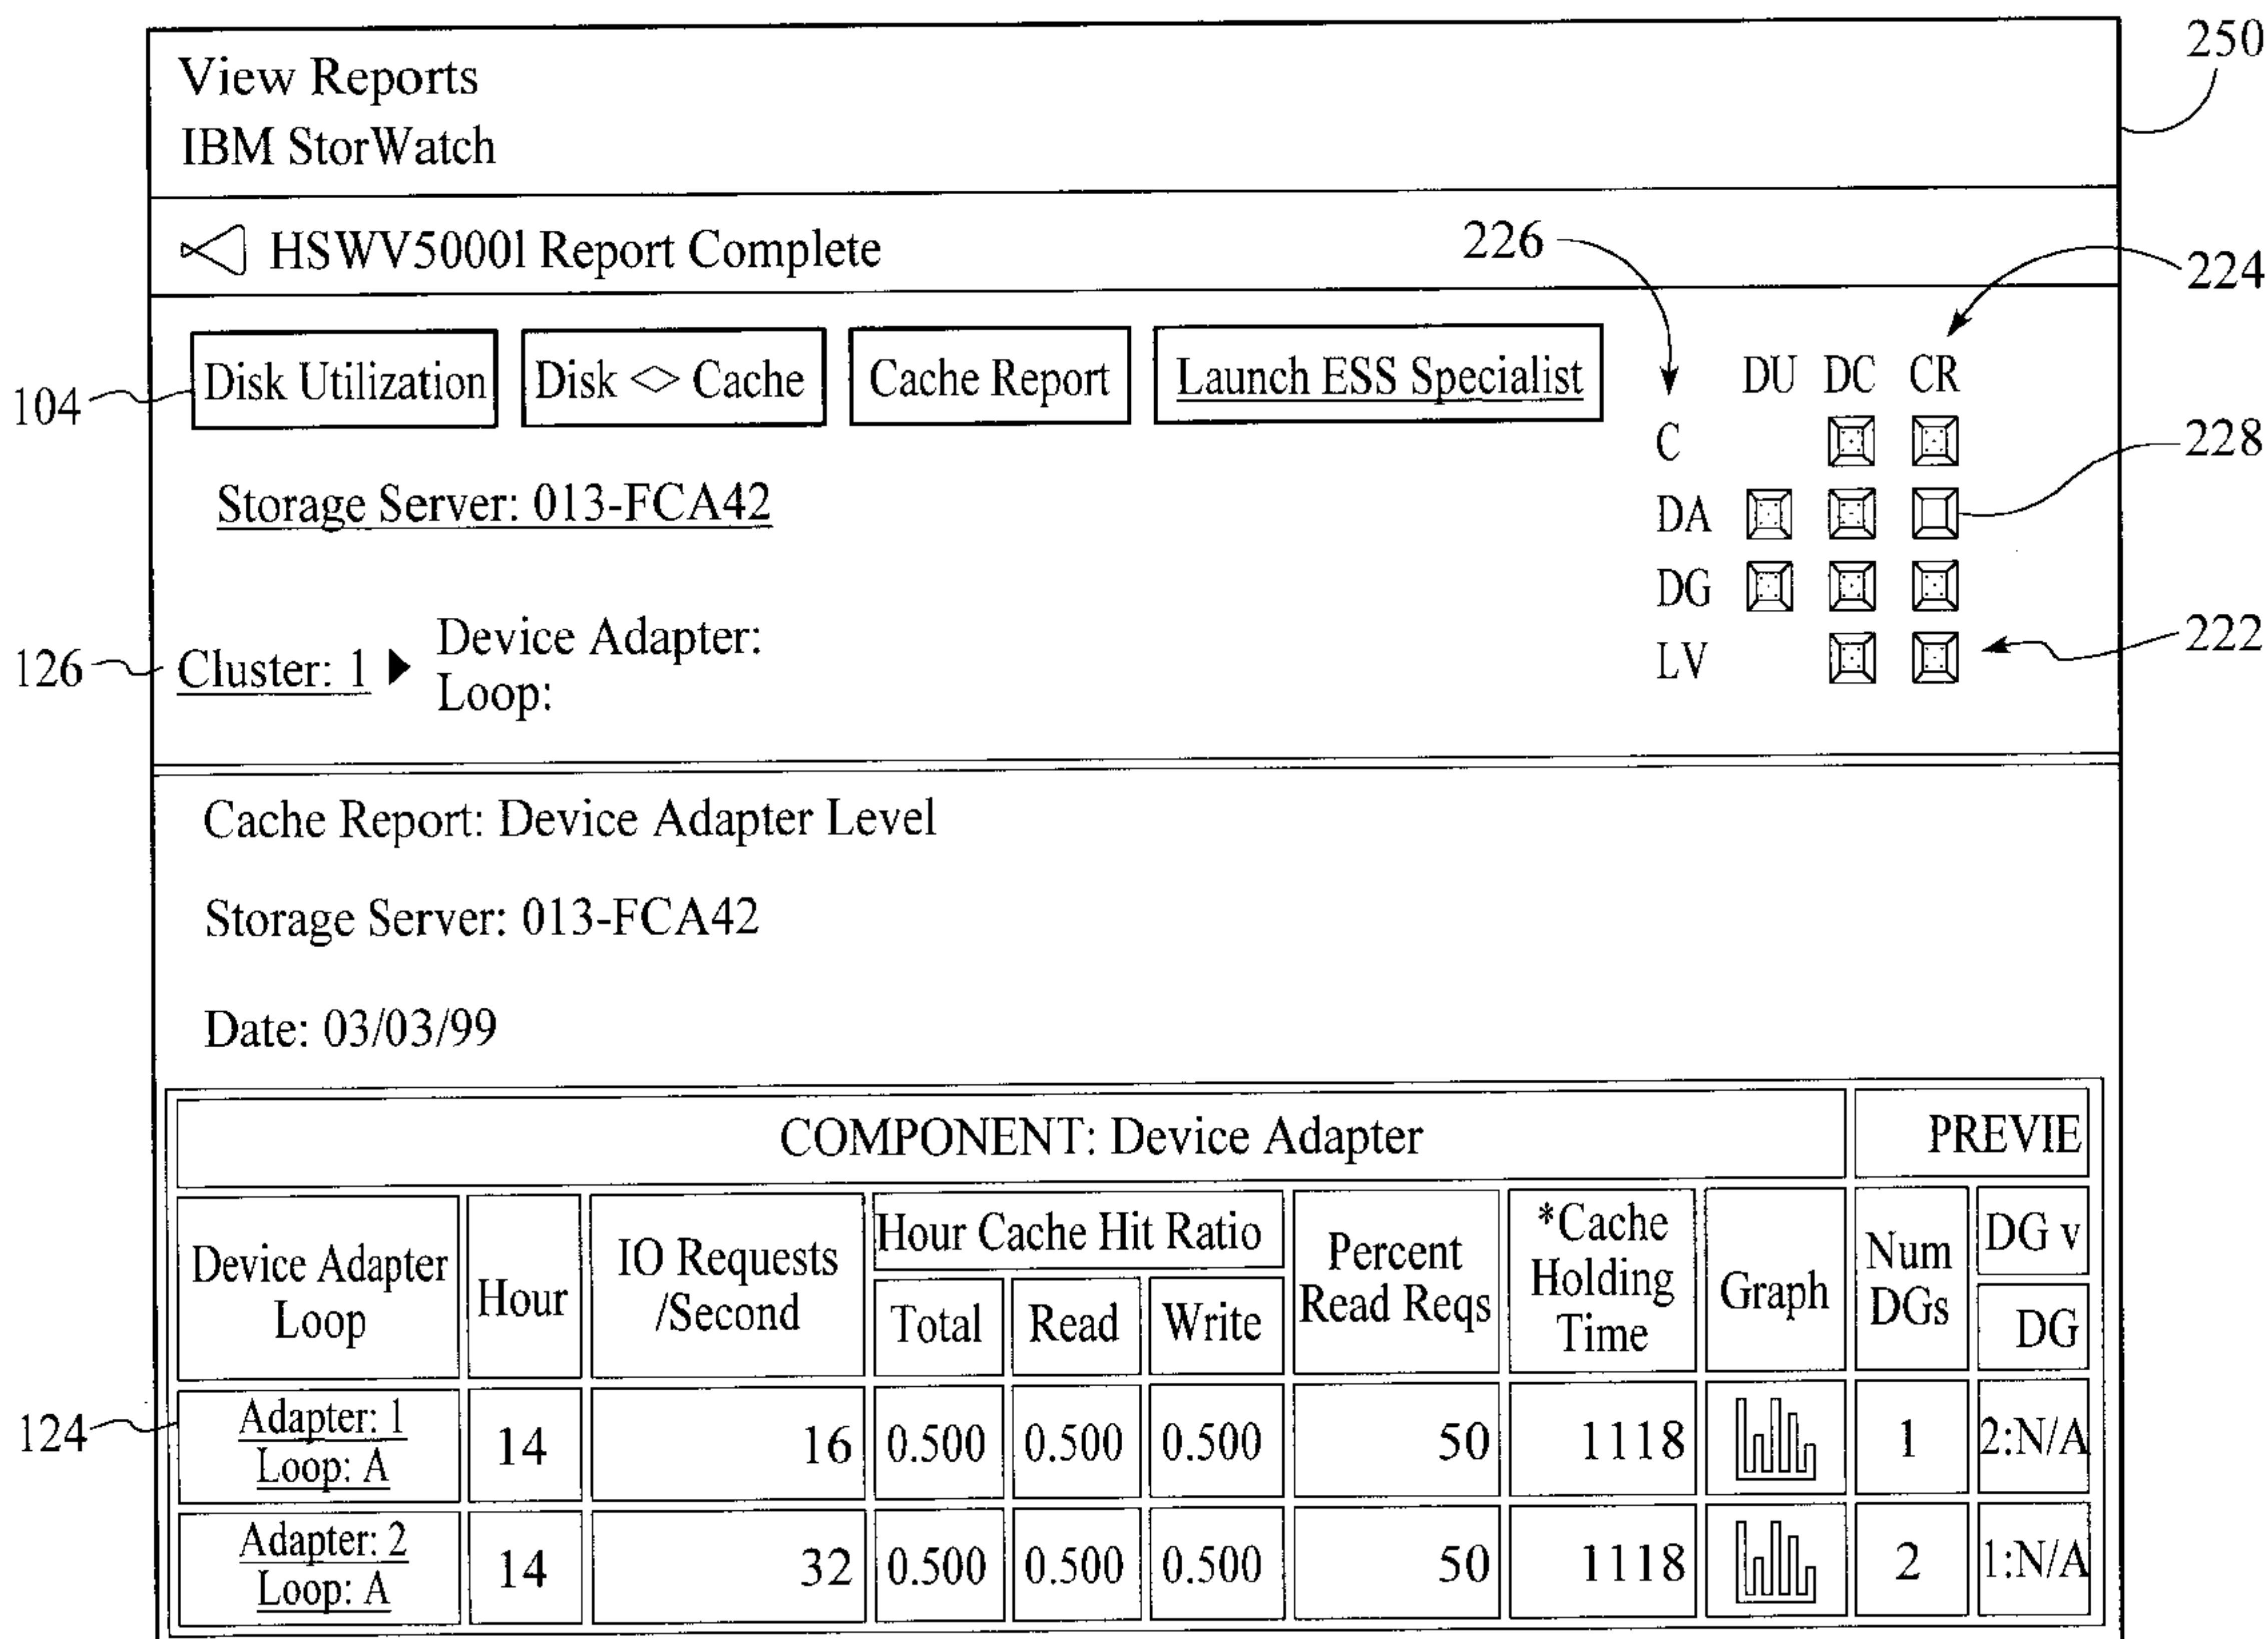 250
View Reports
IBM StorWatch
HSWV5000l Report Complete
226
224
104
Disk Utilization
Disk <> Cache
Cache Report
Launch ESS Specialist
DU DC CR
C
228
Storage Server: 013-FCA42
DA
DG
222
126
Cluster: 1 ▶
Device Adapter:
Loop:
LV
Cache Report: Device Adapter Level
Storage Server: 013-FCA42
Date: 03/03/99
COMPONENT: Device Adapter
PREVIE
Device Adapter
Loop
Hour
IO Requests
/Second
Hour Cache Hit Ratio
Total
Read
Write
Percent
Read Reqs
*Cache
Holding
Time
Graph
Num
DGs
DG v
DG
124
Adapter: 1
Loop: A
14
16
0.500
0.500
0.500
50
1118
1
2:N/A
Adapter: 2
Loop: A
14
32
0.500
0.500
0.500
50
1118
2
1:N/A